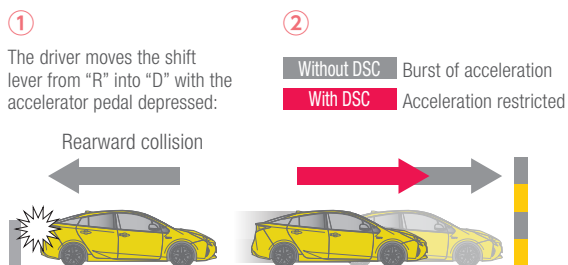 ①
The driver moves the shift
lever from “R” into “D” with the
accelerator pedal depressed:
Rearward collision
②
Without DSC Burst of acceleration
With DSC Acceleration restricted